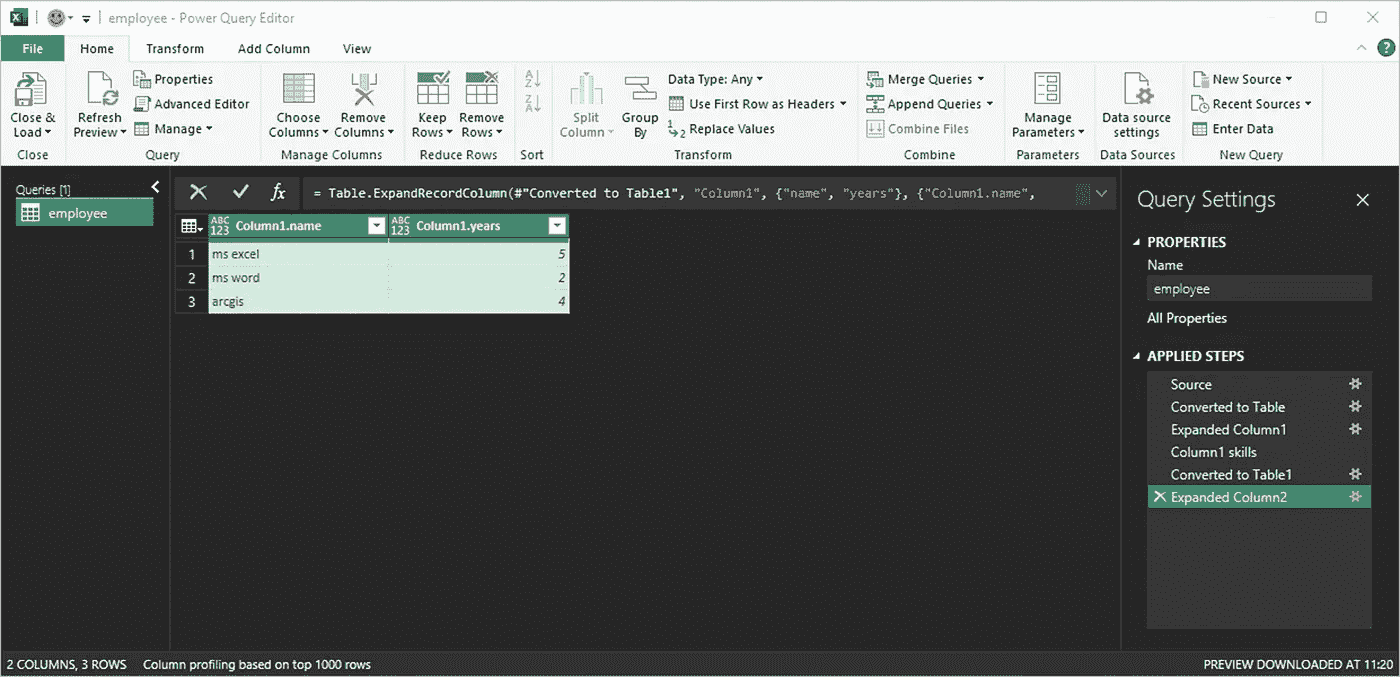 employee - Power Query Editor
File Home Transform Add Column View
Close & Load
Close
Refresh Preview
Properties
Advanced Editor
Manage
Query
Choose Columns
Remove Columns
Manage Columns
Keep Rows
Remove Rows
Reduce Rows
A Z
Z A
Sort
Split Column
Group By
Data Type: Any
Use First Row as Headers
1 2 Replace Values
Transform
Merge Queries
Append Queries
Combine Files
Combine
Manage Parameters
Parameters
Data source settings
Data Sources
New Source
Recent Sources
Enter Data
New Query
Queries [1]
employee
fx = Table.ExpandRecordColumn(#"Converted to Table1", "Column1", {"name", "years"}, {"Column1.name",
ABC 123 Column1.name ABC 123 Column1.years
1 ms excel 5
2 ms word 2
3 arcgis 4
Query Settings
PROPERTIES
Name
employee
All Properties
APPLIED STEPS
Source
Converted to Table
Expanded Column1
Column1 skills
Converted to Table1
Expanded Column2
2 COLUMNS, 3 ROWS Column profiling based on top 1000 rows PREVIEW DOWNLOADED AT 11:20